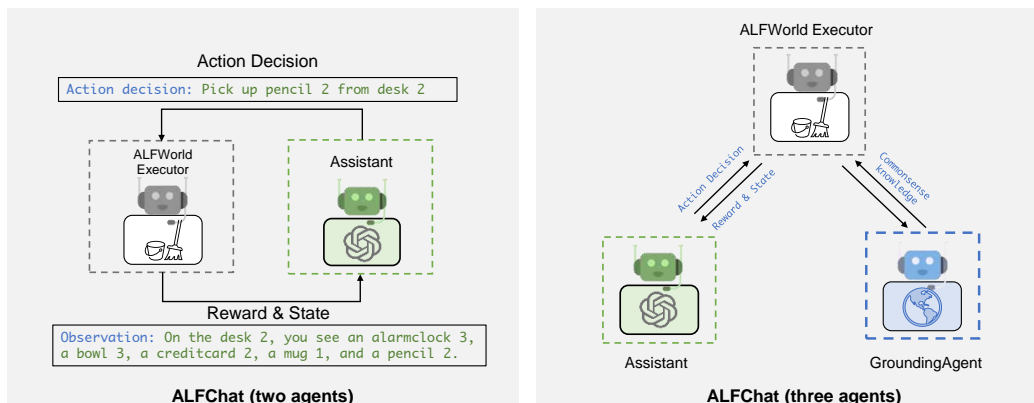 Action Decision
Action decision: Pick up pencil 2 from desk 2
ALFWorld
Executor
Assistant
Reward & State
Observation: On the desk 2, you see an alarmclock 3,
a bowl 3, a creditcard 2, a mug 1, and a pencil 2.
ALFChat (two agents)
ALFWorld Executor
Action Decision
Reward & State
Commonsense
knowledge
Assistant
GroundingAgent
ALFChat (three agents)